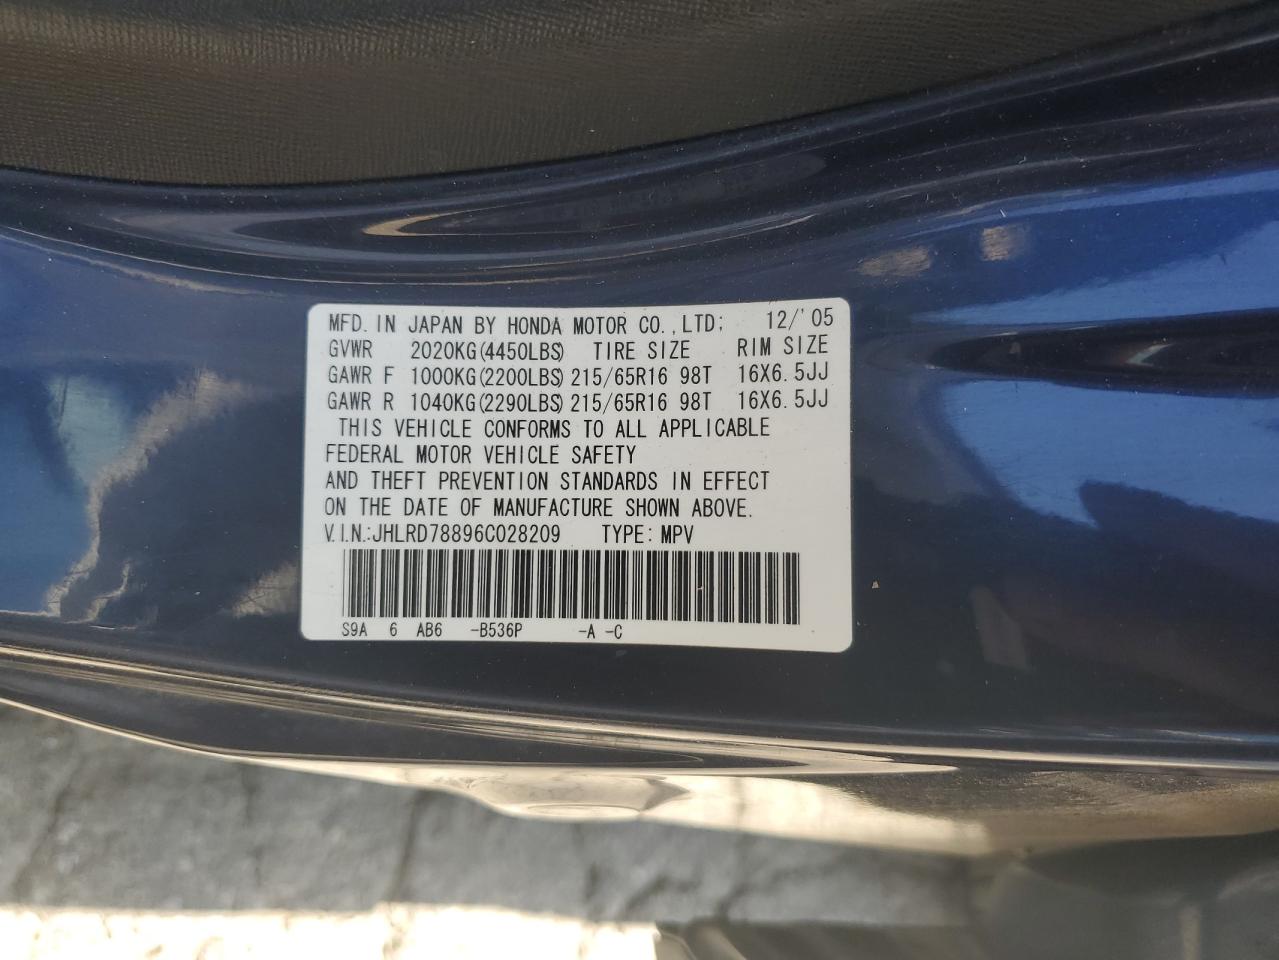 MFD. IN JAPAN BY HONDA MOTOR CO.,LTD; 12/'05
GVWR 2020KG(4450LBS) TIRE SIZE RIM SIZE
GAWR F 1000KG(2200LBS) 215/65R16 98T 16X6.5JJ
GAWR R 1040KG(2290LBS) 215/65R16 98T 16X6.5JJ
THIS VEHICLE CONFORMS TO ALL APPLICABLE
FEDERAL MOTOR VEHICLE SAFETY
AND THEFT PREVENTION STANDARDS IN EFFECT
ON THE DATE OF MANUFACTURE SHOWN ABOVE.
V.I.N.:JHLRD78896C028209 TYPE: MPV
S9A 6 AB6 -B536P -A -C